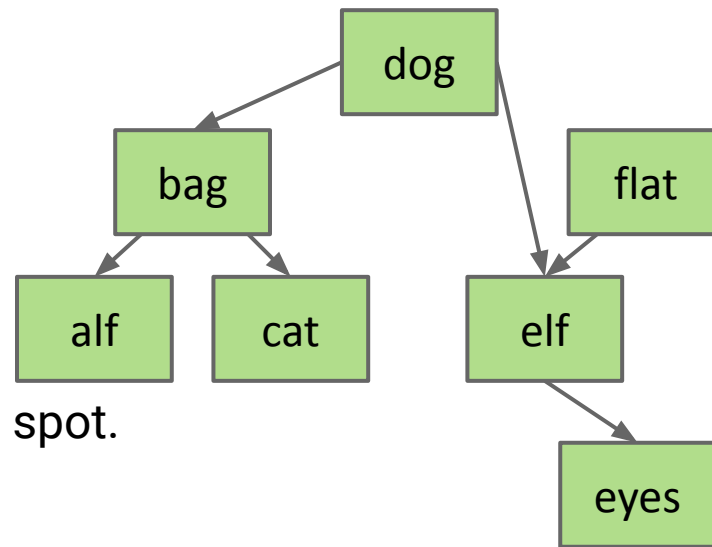 dog
bag
flat
alf
cat
elf
spot.
eyes